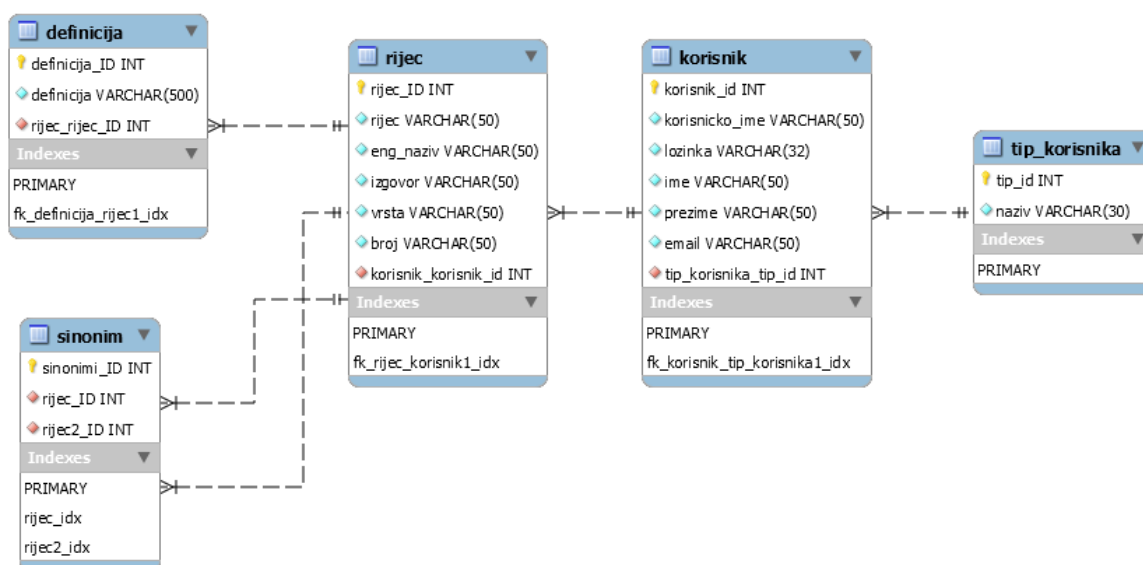 definicija
definicija_ID INT
definicija VARCHAR(500)
rijec_rijec_ID INT
Indexes
PRIMARY
fk_definicija_rijec1_idx
rijec
rijec_ID INT
rijec VARCHAR(50)
eng_naziv VARCHAR(50)
izgovor VARCHAR(50)
vrsta VARCHAR(50)
broj VARCHAR(50)
korisnik_korisnik_id INT
Indexes
PRIMARY
fk_rijec_korisnik1_idx
korisnik
korisnik_id INT
korisnicko_ime VARCHAR(50)
lozinka VARCHAR(32)
ime VARCHAR(50)
prezime VARCHAR(50)
email VARCHAR(50)
tip_korisnika_tip_id INT
Indexes
PRIMARY
fk_korisnik_tip_korisnika1_idx
tip_korisnika
tip_id INT
naziv VARCHAR(30)
Indexes
PRIMARY
sinonim
sinonimi_ID INT
rijec_ID INT
rijec2_ID INT
Indexes
PRIMARY
rijec_idx
rijec2_idx